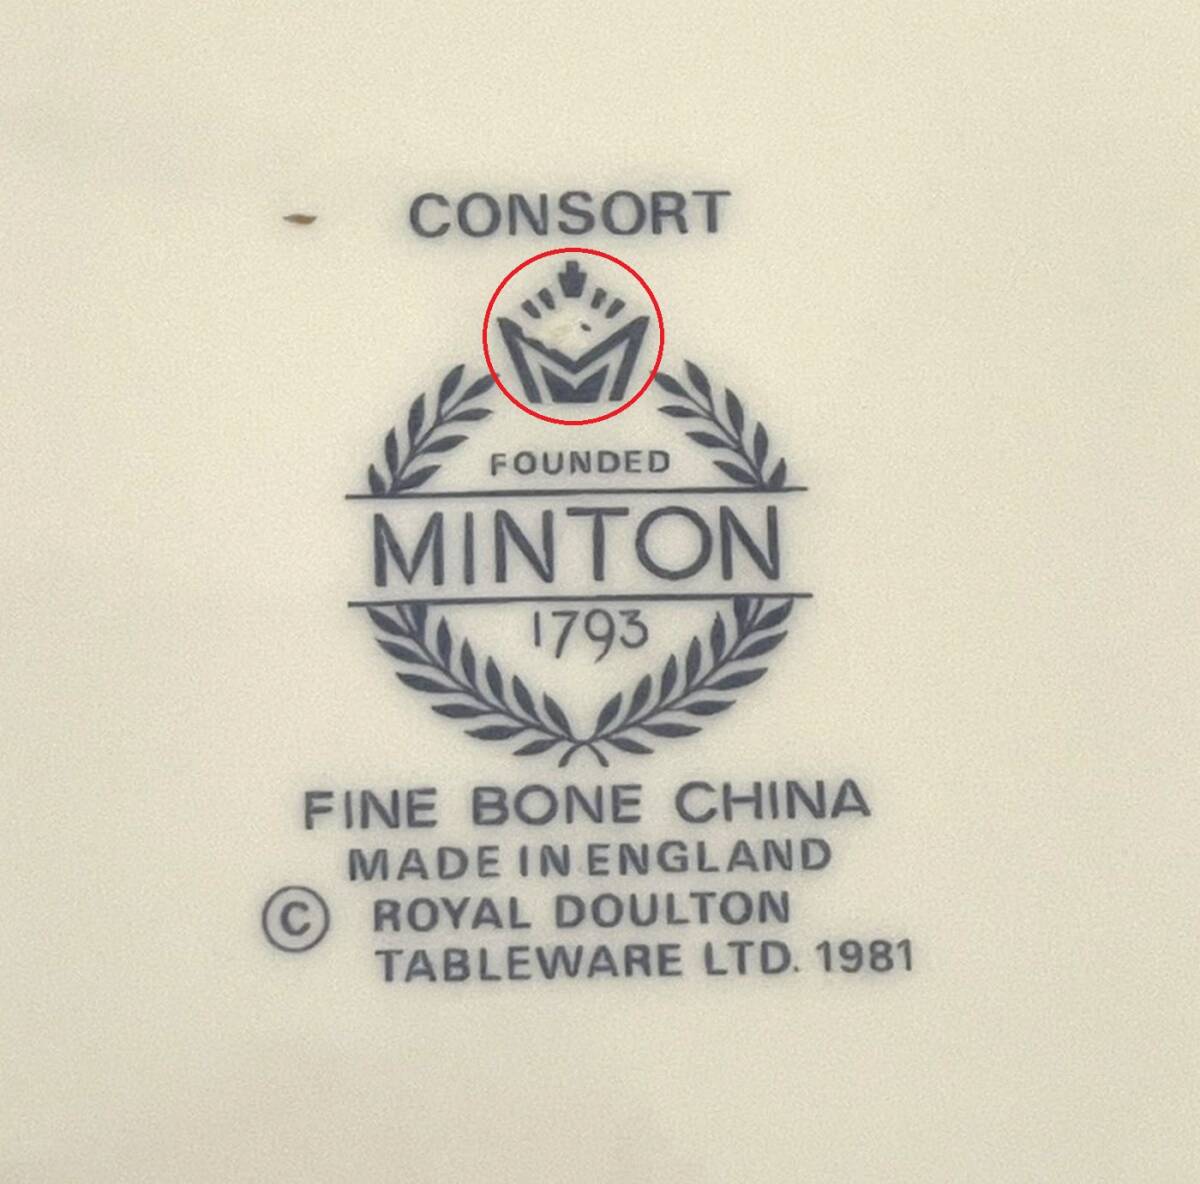 CONSORT
M
FOUNDED
MINTON
1793
FINE BONE CHINA
MADE IN ENGLAND
© ROYAL DOULTON
TABLEWARE LTD. 1981